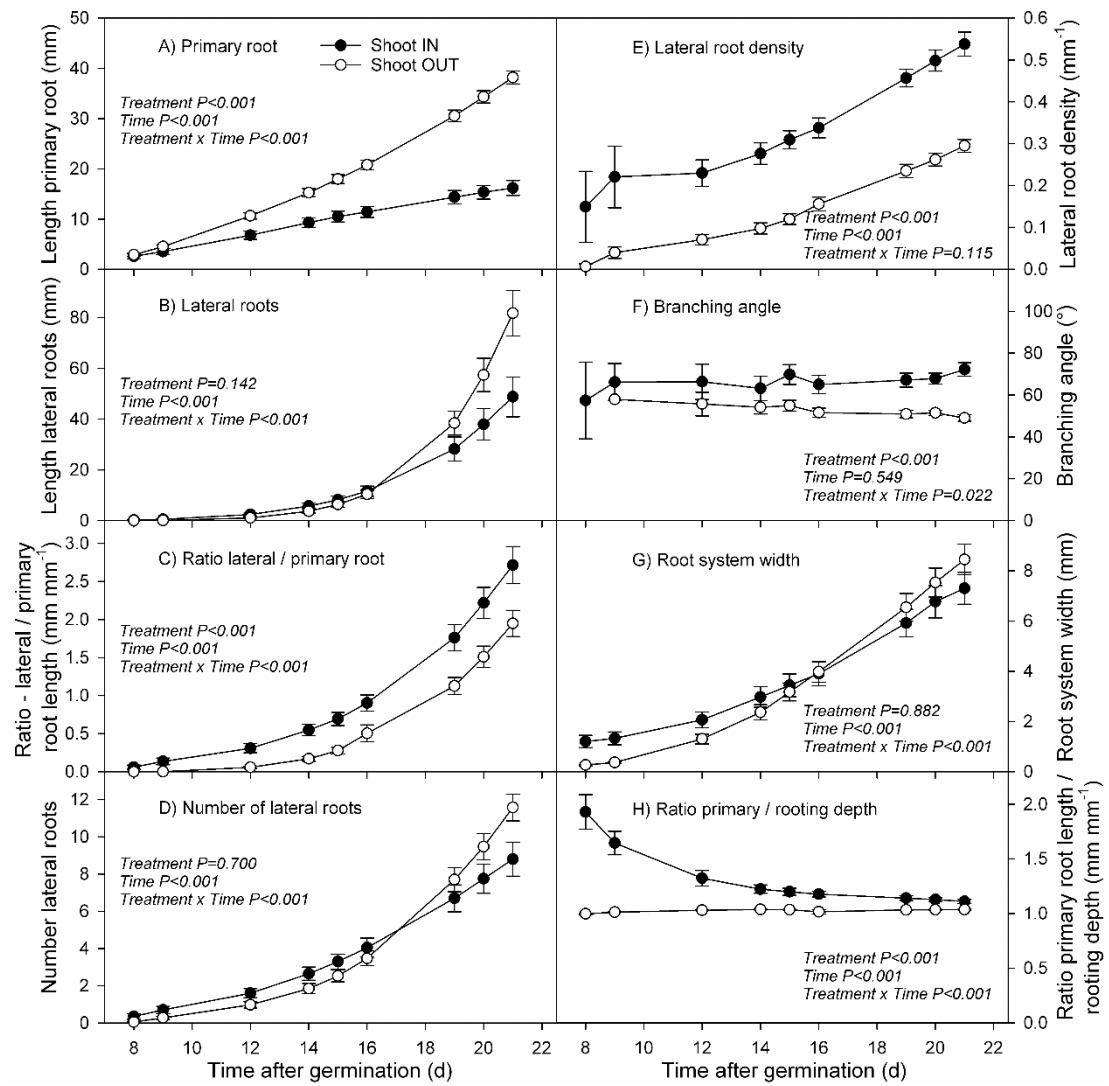 A) Primary root
Shoot IN
Shoot OUT
Treatment P<0.001
Time P<0.001
Treatment x Time P<0.001
Length primary root (mm)
50
40
30
20
10
0
E) Lateral root density
Treatment P<0.001
Time P<0.001
Treatment x Time P=0.115
Lateral root density (mm⁻¹)
0.6
0.5
0.4
0.3
0.2
0.1
0.0
B) Lateral roots
Treatment P=0.142
Time P<0.001
Treatment x Time P<0.001
Length lateral roots (mm)
80
60
40
20
0
F) Branching angle
Treatment P<0.001
Time P=0.549
Treatment x Time P=0.022
Branching angle (°)
100
80
60
40
20
0
C) Ratio lateral / primary root
Treatment P<0.001
Time P<0.001
Treatment x Time P<0.001
Ratio - lateral / primary
root length (mm mm⁻¹)
3.0
2.5
2.0
1.5
1.0
0.5
0.0
G) Root system width
Treatment P=0.882
Time P<0.001
Treatment x Time P<0.001
Root system width (mm)
8
6
4
2
0
D) Number of lateral roots
Treatment P=0.700
Time P<0.001
Treatment x Time P<0.001
Number lateral roots
12
10
8
6
4
2
0
H) Ratio primary / rooting depth
Treatment P<0.001
Time P<0.001
Treatment x Time P<0.001
Ratio primary root length /
rooting depth (mm mm⁻¹)
2.0
1.5
1.0
0.5
0.0
8 10 12 14 16 18 20 22
Time after germination (d)
8 10 12 14 16 18 20 22
Time after germination (d)